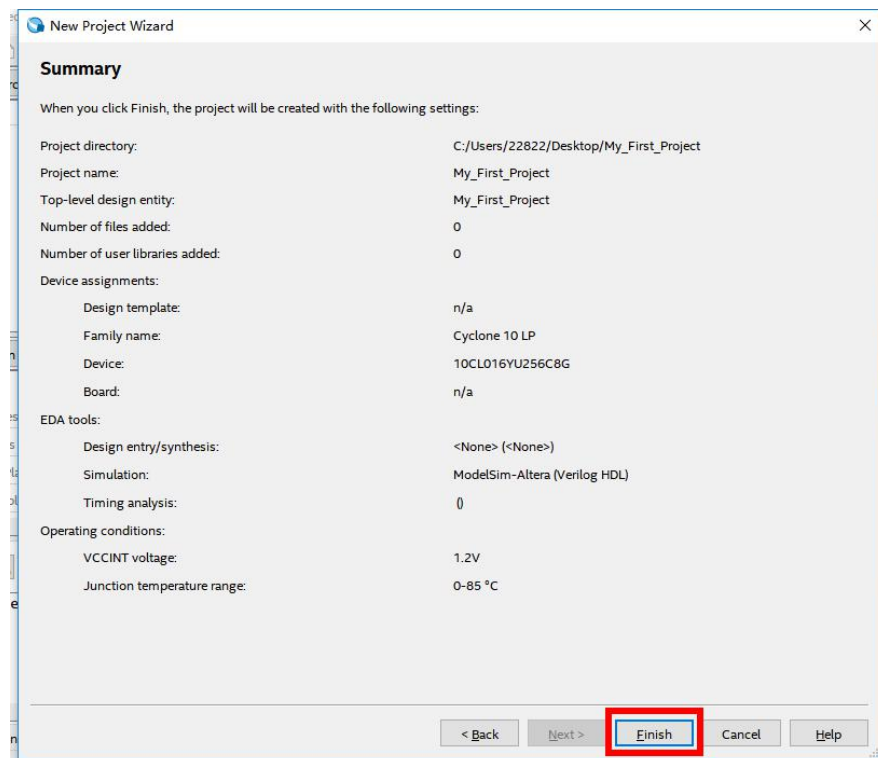 New Project Wizard
Summary
When you click Finish, the project will be created with the following settings:
Project directory: C:/Users/22822/Desktop/My_First_Project
Project name: My_First_Project
Top-level design entity: My_First_Project
Number of files added: 0
Number of user libraries added: 0
Device assignments:
Design template: n/a
Family name: Cyclone 10 LP
Device: 10CL016YU256C8G
Board: n/a
EDA tools:
Design entry/synthesis: <None> (<None>)
Simulation: ModelSim-Altera (Verilog HDL)
Timing analysis: ()
Operating conditions:
VCCINT voltage: 1.2V
Junction temperature range: 0-85 °C
< Back Next > Finish Cancel Help